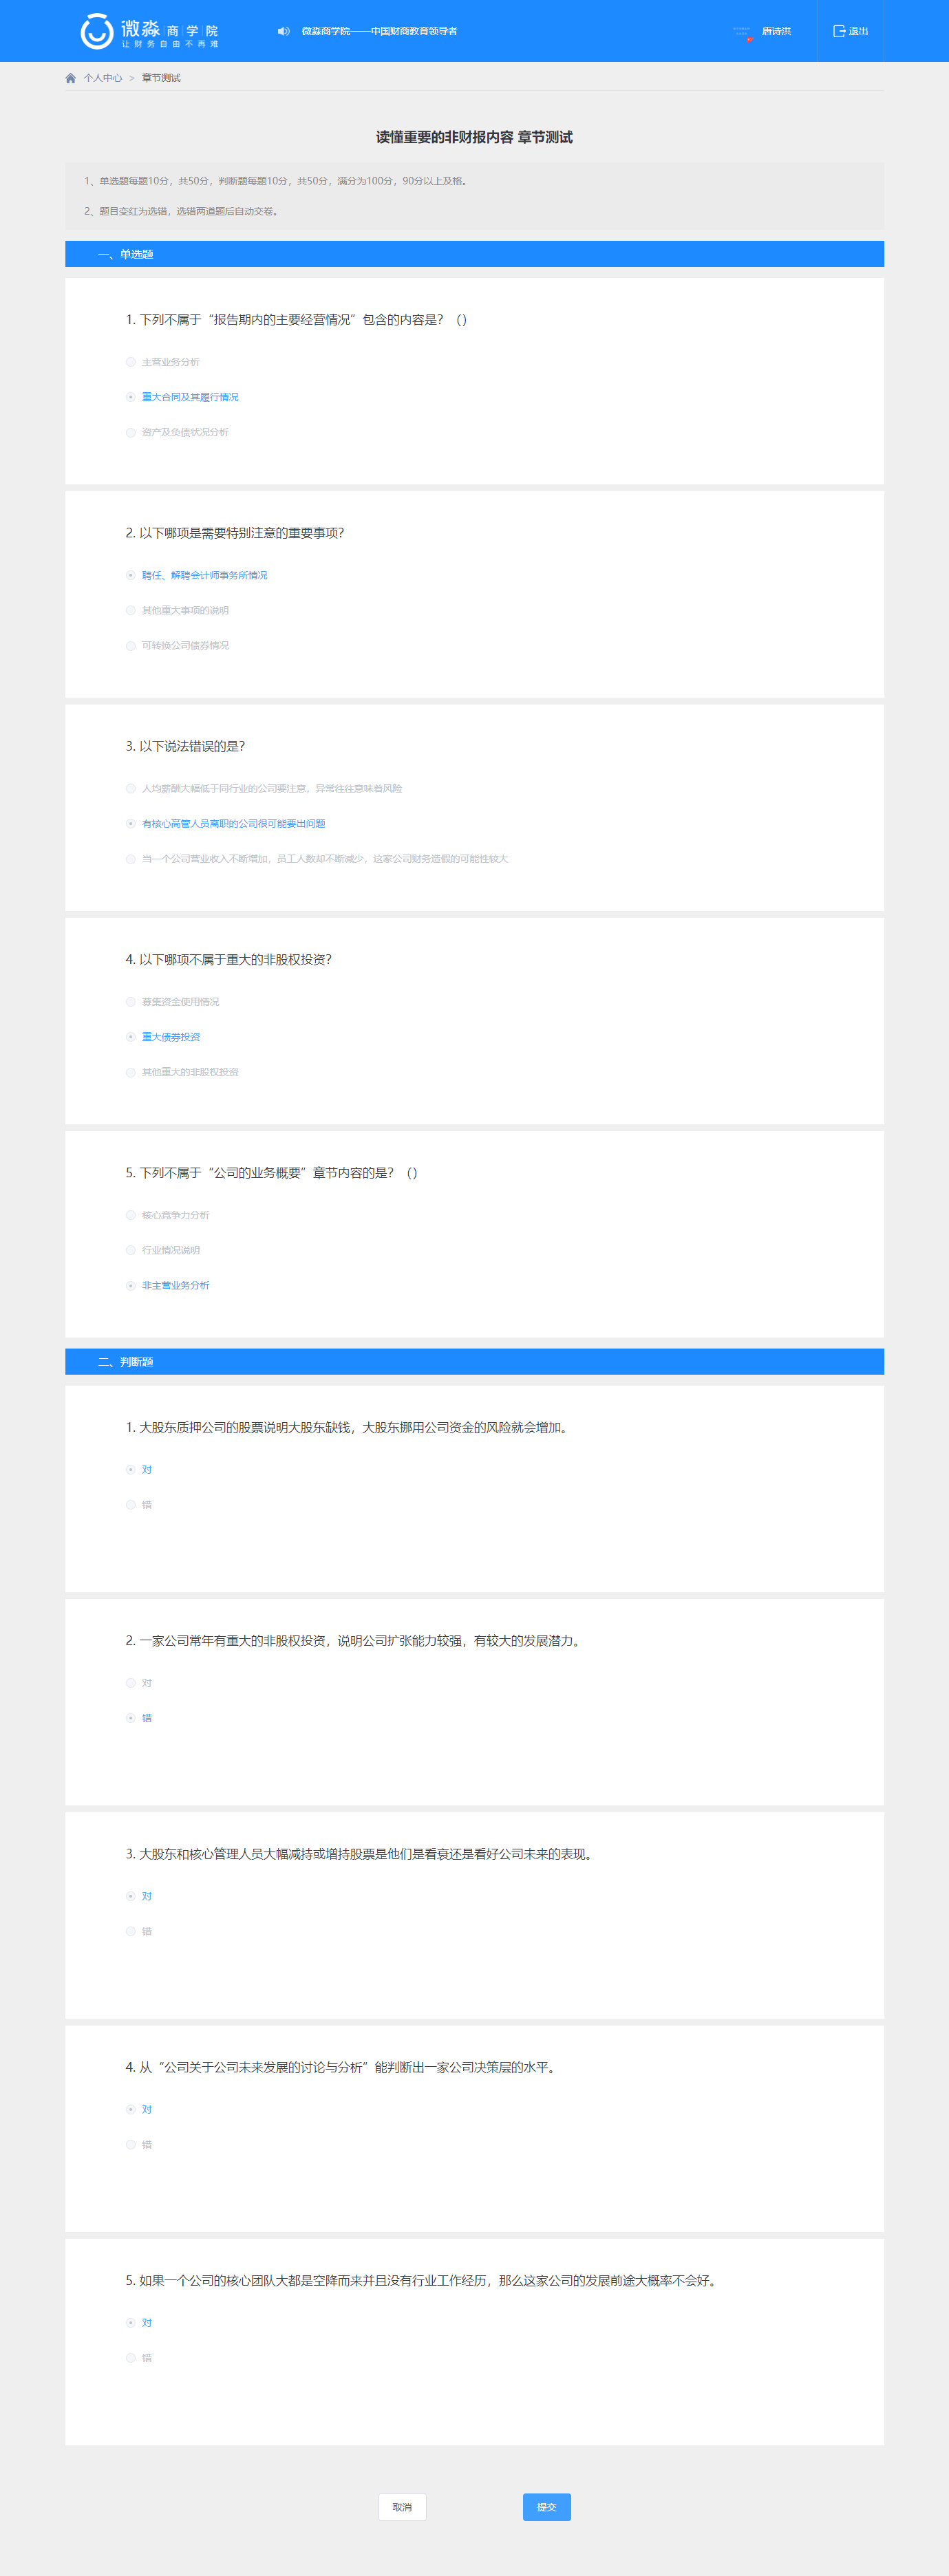 微淼商学院
让财务自由不再难
微淼商学院——中国财商教育领导者
唐诗洪
退出
个人中心 > 章节测试
读懂重要的非财报内容 章节测试
1、单选题每题10分，共50分，判断题每题10分，共50分，满分为100分，90分以上及格。
2、题目变红为选错，选错两道题后自动交卷。
一、单选题
1. 下列不属于“报告期内的主要经营情况”包含的内容是？（）
主营业务分析
重大合同及其履行情况
资产及负债状况分析
2. 以下哪项是需要特别注意的重要事项？
聘任、解聘会计师事务所情况
其他重大事项的说明
可转换公司债券情况
3. 以下说法错误的是？
人均薪酬大幅低于同行业的公司要注意，异常往往意味着风险
有核心高管人员离职的公司很可能要出问题
当一个公司营业收入不断增加，员工人数却不断减少，这家公司财务造假的可能性较大
4. 以下哪项不属于重大的非股权投资？
募集资金使用情况
重大债券投资
其他重大的非股权投资
5. 下列不属于“公司的业务概要”章节内容的是？（）
核心竞争力分析
行业情况说明
非主营业务分析
二、判断题
1. 大股东质押公司的股票说明大股东缺钱，大股东挪用公司资金的风险就会增加。
对
错
2. 一家公司常年有重大的非股权投资，说明公司扩张能力较强，有较大的发展潜力。
对
错
3. 大股东和核心管理人员大幅减持或增持股票是他们是看衰还是看好公司未来的表现。
对
错
4. 从“公司关于公司未来发展的讨论与分析”能判断出一家公司决策层的水平。
对
错
5. 如果一个公司的核心团队大都是空降而来并且没有行业工作经历，那么这家公司的发展前途大概率不会好。
对
错
取消
提交